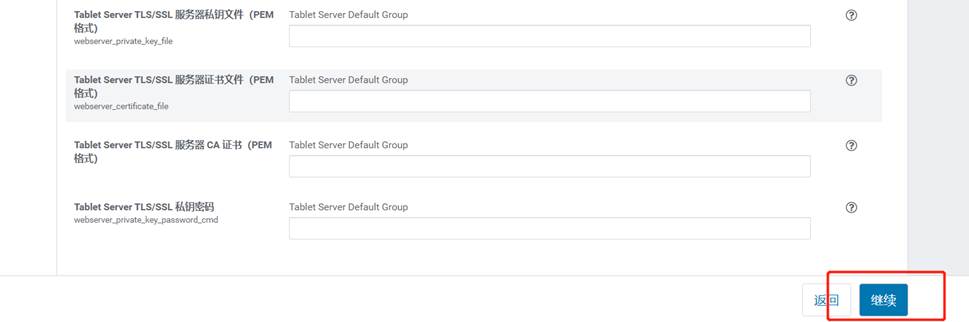 Tablet Server TLS/SSL 服务器私钥文件（PEM Tablet Server Default Group
格式)
webserver_private_key_file
Tablet Server TLS/SSL 服务器证书文件（PEM Tablet Server Default Group
格式)
webserver_certificate_file
Tablet Server TLS/SSL 服务器 CA 证书（PEM Tablet Server Default Group
格式)
Tablet Server TLS/SSL 私钥密码 Tablet Server Default Group
webserver_private_key_password_cmd
返回 继续